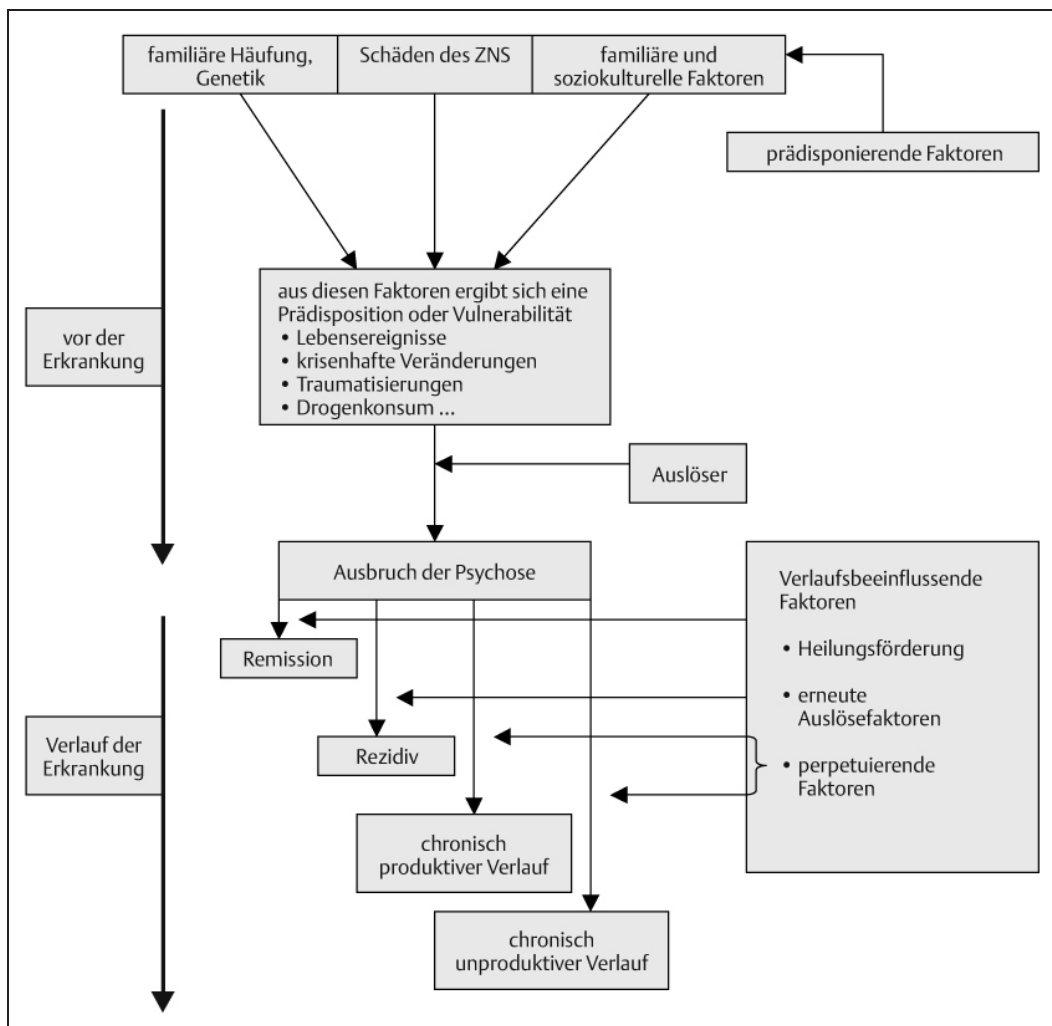 familiäre Häufung,
Genetik
Schäden des ZNS
familiäre und
soziokulturelle Faktoren
prädisponierende Faktoren
vor der
Erkrankung
aus diesen Faktoren ergibt sich eine
Prädisposition oder Vulnerabilität
• Lebensereignisse
• krisenhafte Veränderungen
• Traumatisierungen
• Drogenkonsum ...
Auslöser
Ausbruch der Psychose
Verlaufsbeeinflussende
Faktoren
• Heilungsförderung
• erneute
Auslösefaktoren
• perpetuierende
Faktoren
Remission
Verlauf der
Erkrankung
Rezidiv
chronisch
produktiver Verlauf
chronisch
unproduktiver Verlauf